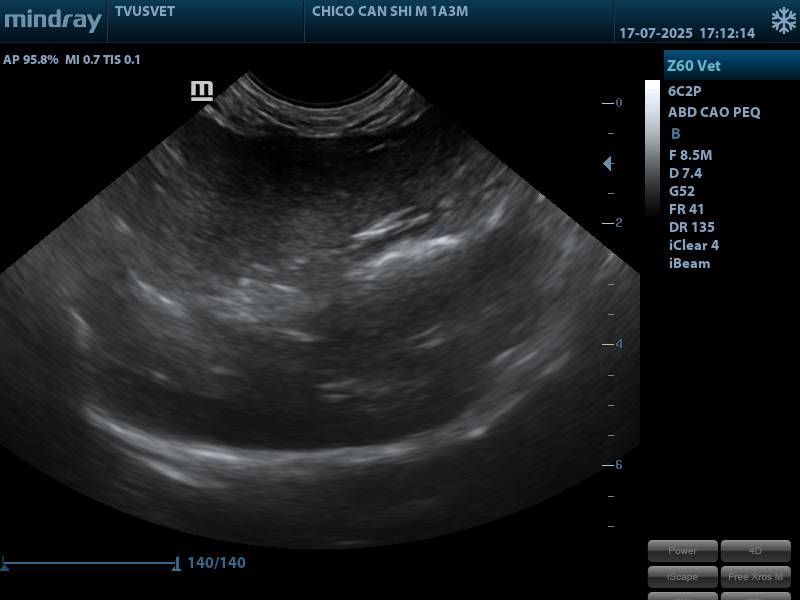 mindray
TVUSVET
CHICO CAN SHI M 1A3M
17-07-2025 17:12:14
AP 95.8% MI 0.7 TIS 0.1
m
Z60 Vet
6C2P
ABD CAO PEQ
B
F 8.5M
D 7.4
G52
FR 41
DR 135
iClear 4
iBeam
0
2
4
6
140/140
Power
4D
iScape
Free Xros M